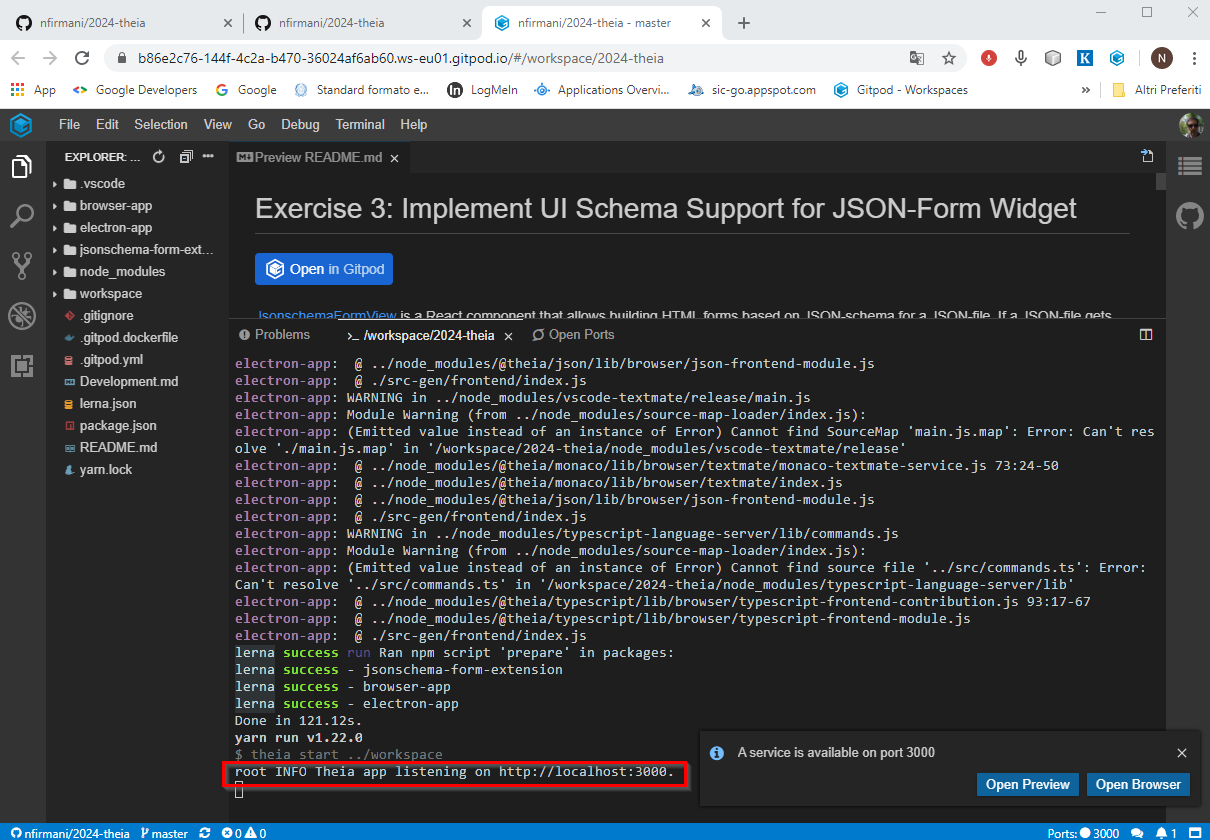 nfirmani/2024-theia
nfirmani/2024-theia
nfirmani/2024-theia - master
b86e2c76-144f-4c2a-b470-36024af6ab60.ws-eu01.gitpod.io/#/workspace/2024-theia
K
N
App
Google Developers
Google
Standard formato e...
in
LogMeIn
Applications Overvi...
sic-go.appspot.com
Gitpod - Workspaces
»
Altri Preferiti
File Edit Selection View Go Debug Terminal Help
EXPLORER: ...
Preview README.md
.vscode
browser-app
electron-app
jsonschema-form-ext...
node_modules
workspace
.gitignore
.gitpod.dockerfile
.gitpod.yml
Development.md
lerna.json
package.json
README.md
yarn.lock
Exercise 3: Implement UI Schema Support for JSON-Form Widget
Open in Gitpod
JsonschemaFormView is a React component that allows building HTML forms based on JSON-schema for a JSON-file. If a JSON-file gets
Problems
>_ /workspace/2024-theia
Open Ports
electron-app:  @ ../node_modules/@theia/json/lib/browser/json-frontend-module.js
electron-app:  @ ./src-gen/frontend/index.js
electron-app: WARNING in ../node_modules/vscode-textmate/release/main.js
electron-app: Module Warning (from ../node_modules/source-map-loader/index.js):
electron-app: (Emitted value instead of an instance of Error) Cannot find SourceMap 'main.js.map': Error: Can't res
olve './main.js.map' in '/workspace/2024-theia/node_modules/vscode-textmate/release'
electron-app:  @ ../node_modules/@theia/monaco/lib/browser/textmate/monaco-textmate-service.js 73:24-50
electron-app:  @ ../node_modules/@theia/monaco/lib/browser/textmate/index.js
electron-app:  @ ../node_modules/@theia/json/lib/browser/json-frontend-module.js
electron-app:  @ ./src-gen/frontend/index.js
electron-app: WARNING in ../node_modules/typescript-language-server/lib/commands.js
electron-app: Module Warning (from ../node_modules/source-map-loader/index.js):
electron-app: (Emitted value instead of an instance of Error) Cannot find source file '../src/commands.ts': Error:
Can't resolve '../src/commands.ts' in '/workspace/2024-theia/node_modules/typescript-language-server/lib'
electron-app:  @ ../node_modules/@theia/typescript/lib/browser/typescript-frontend-contribution.js 93:17-67
electron-app:  @ ../node_modules/@theia/typescript/lib/browser/typescript-frontend-module.js
electron-app:  @ ./src-gen/frontend/index.js
lerna success run Ran npm script 'prepare' in packages:
lerna success - jsonschema-form-extension
lerna success - browser-app
lerna success - electron-app
Done in 121.12s.
yarn run v1.22.0
$ theia start ../workspace
root INFO Theia app listening on http://localhost:3000.
A service is available on port 3000
Open Preview
Open Browser
nfirmani/2024-theia
master
0
0
Ports:
3000
1